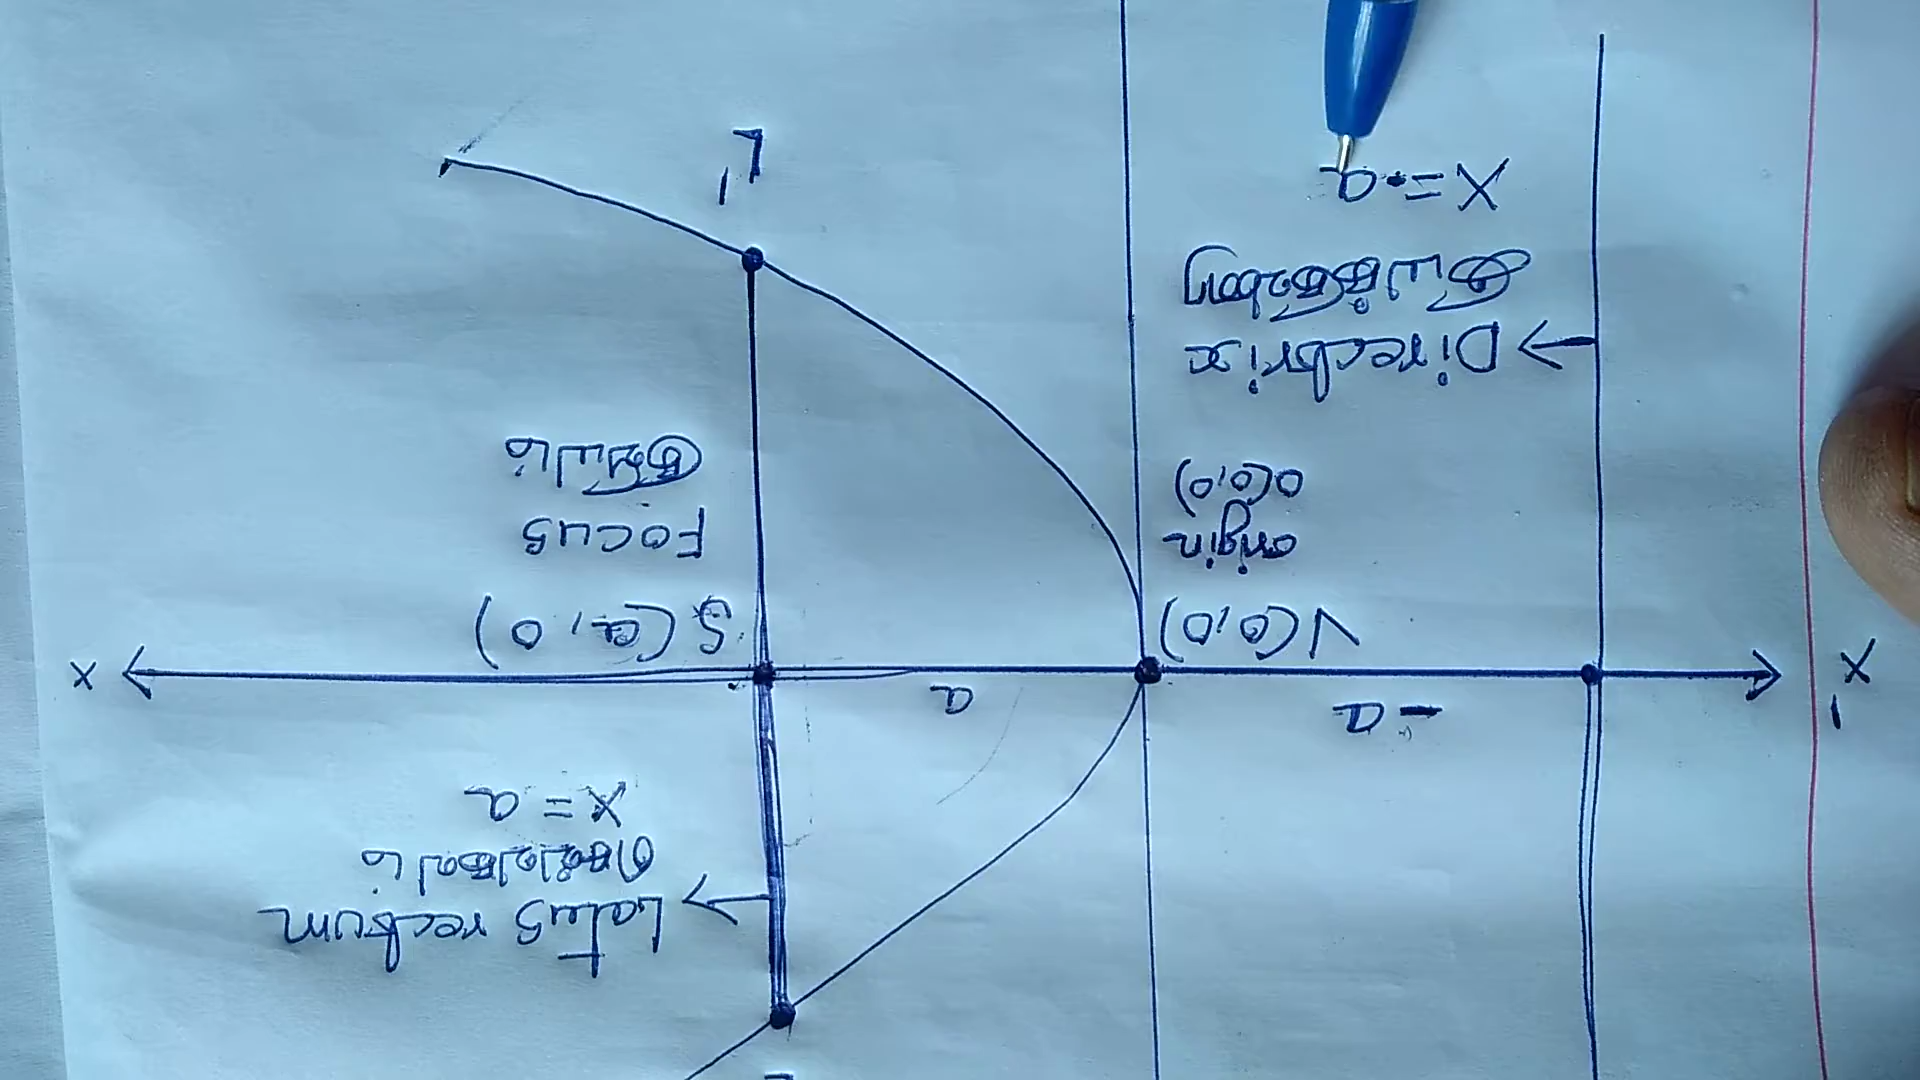 Latus rectum
செவ்வகலம்
x = a
-a
a
X'
x
V(0,0)
origin
O(0,0)
S(a, 0)
Focus
குவியம்
Directrix
இயக்குவரை
x = -a
L'